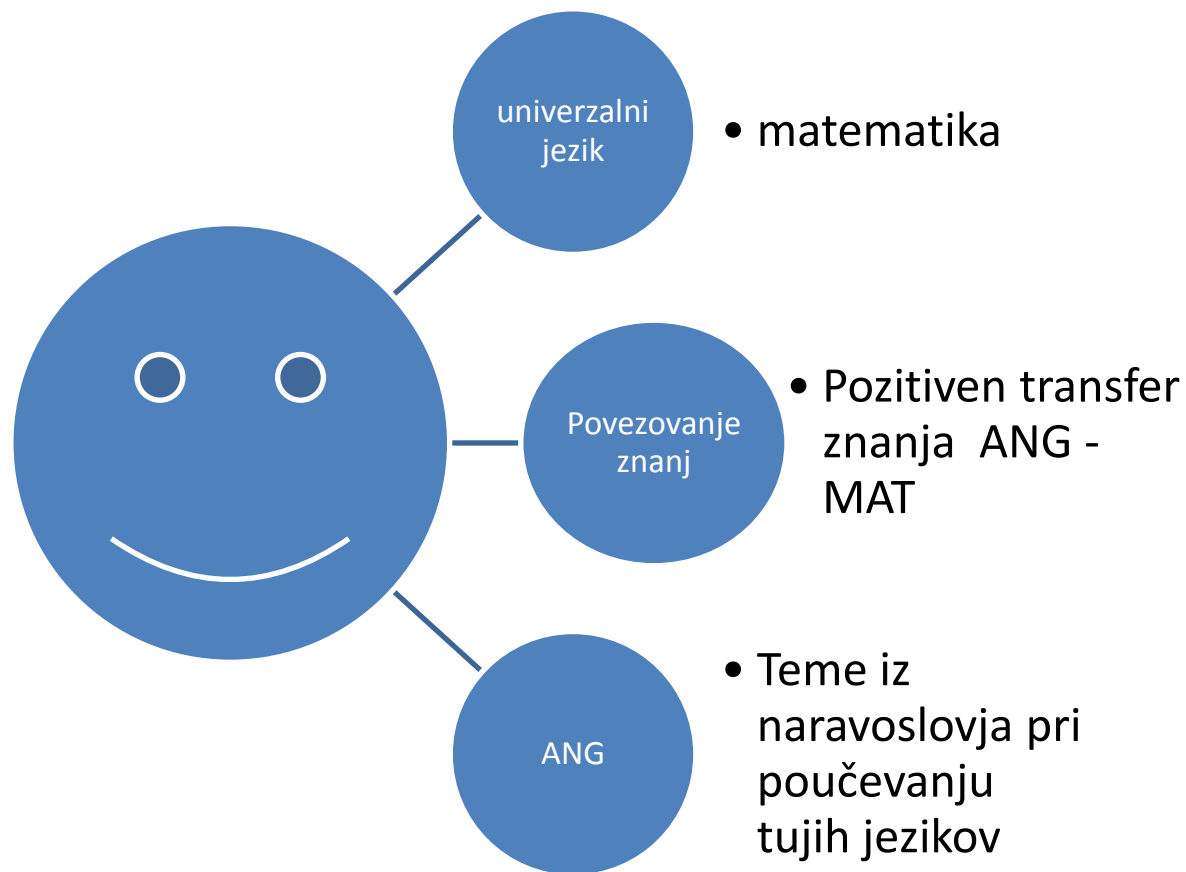 univerzalni
jezik
• matematika
Povezovanje
znanj
• Pozitiven transfer
znanja ANG -
MAT
ANG
• Teme iz
naravoslovja pri
poučevanju
tujih jezikov